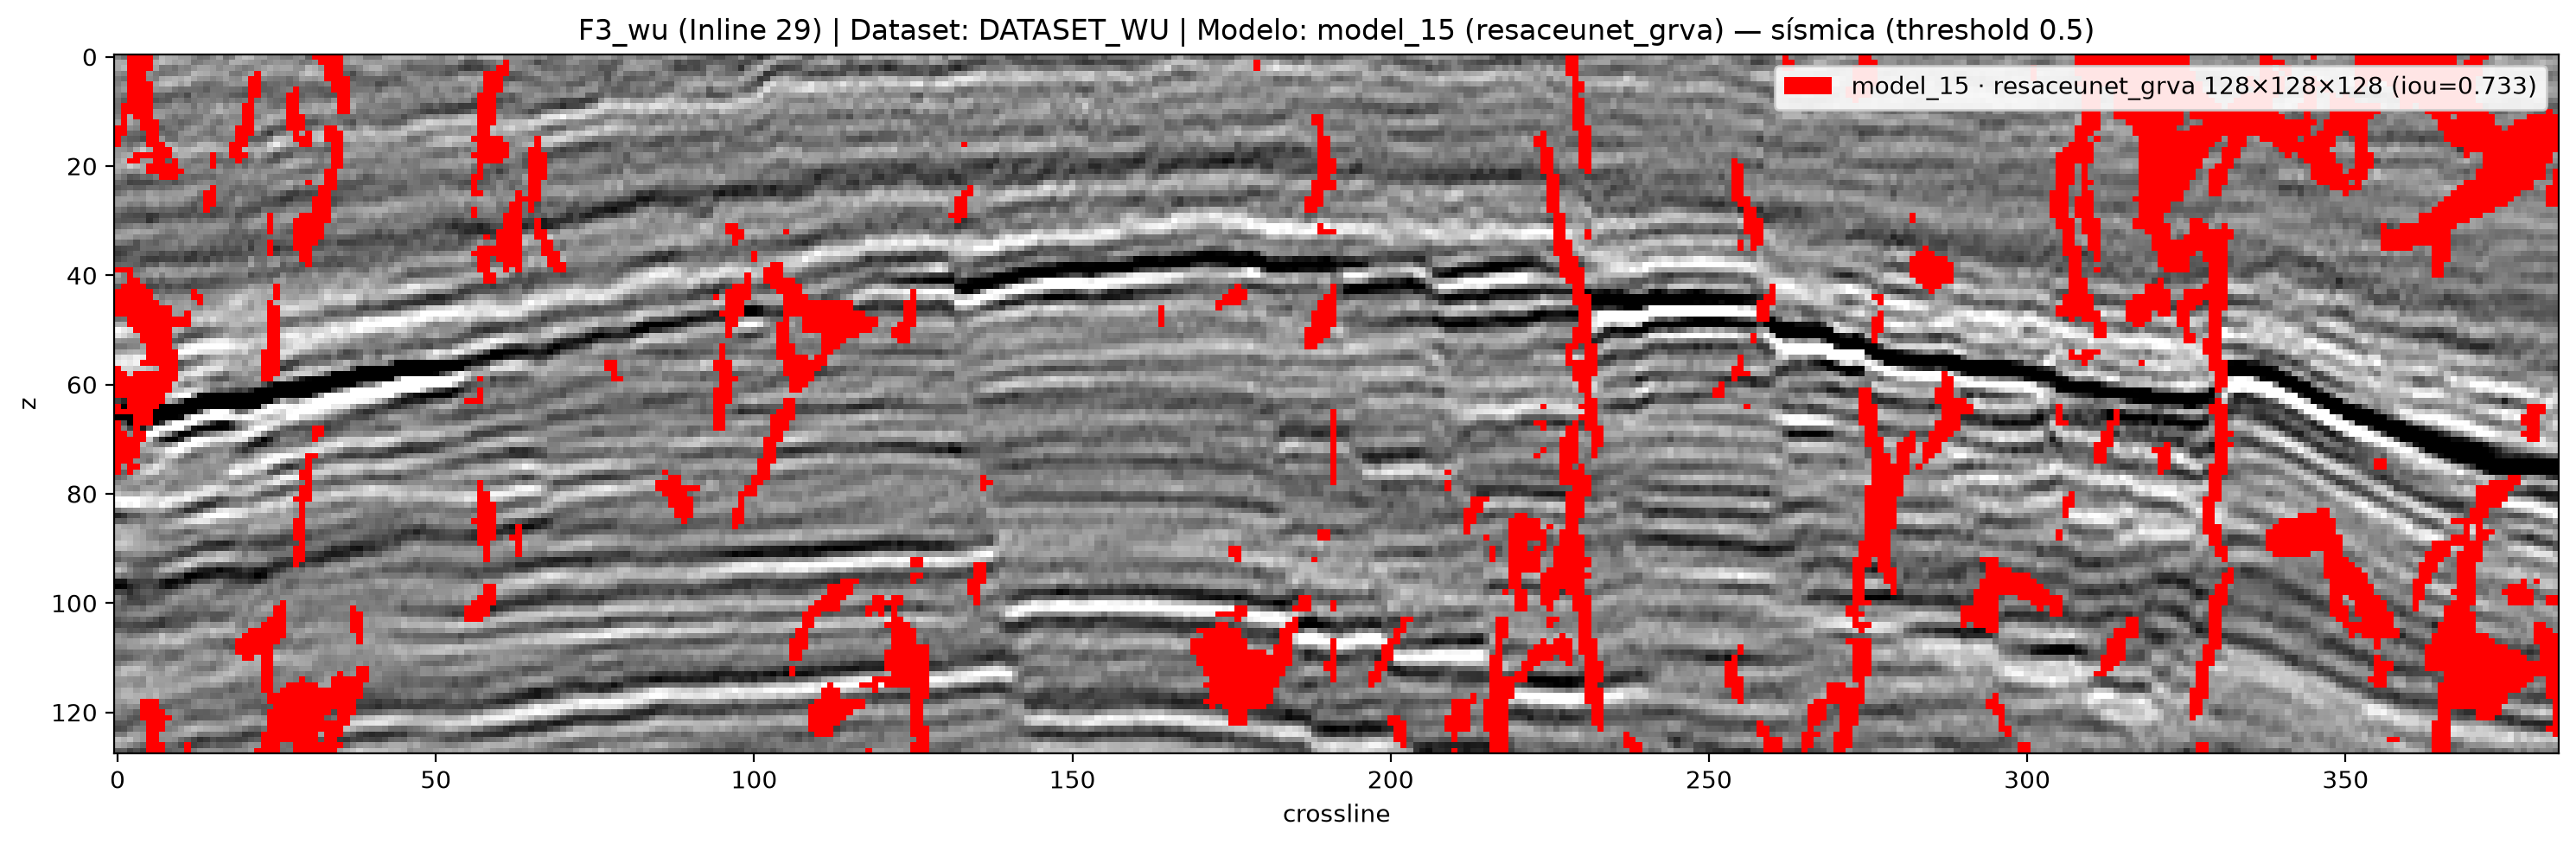 F3_wu (Inline 29) | Dataset: DATASET_WU | Modelo: model_15 (resaceunet_grva) — sísmica (threshold 0.5)
model_15 · resaceunet_grva 128×128×128 (iou=0.733)
0
20
40
60
80
100
120
z
0 50 100 150 200 250 300 350
crossline